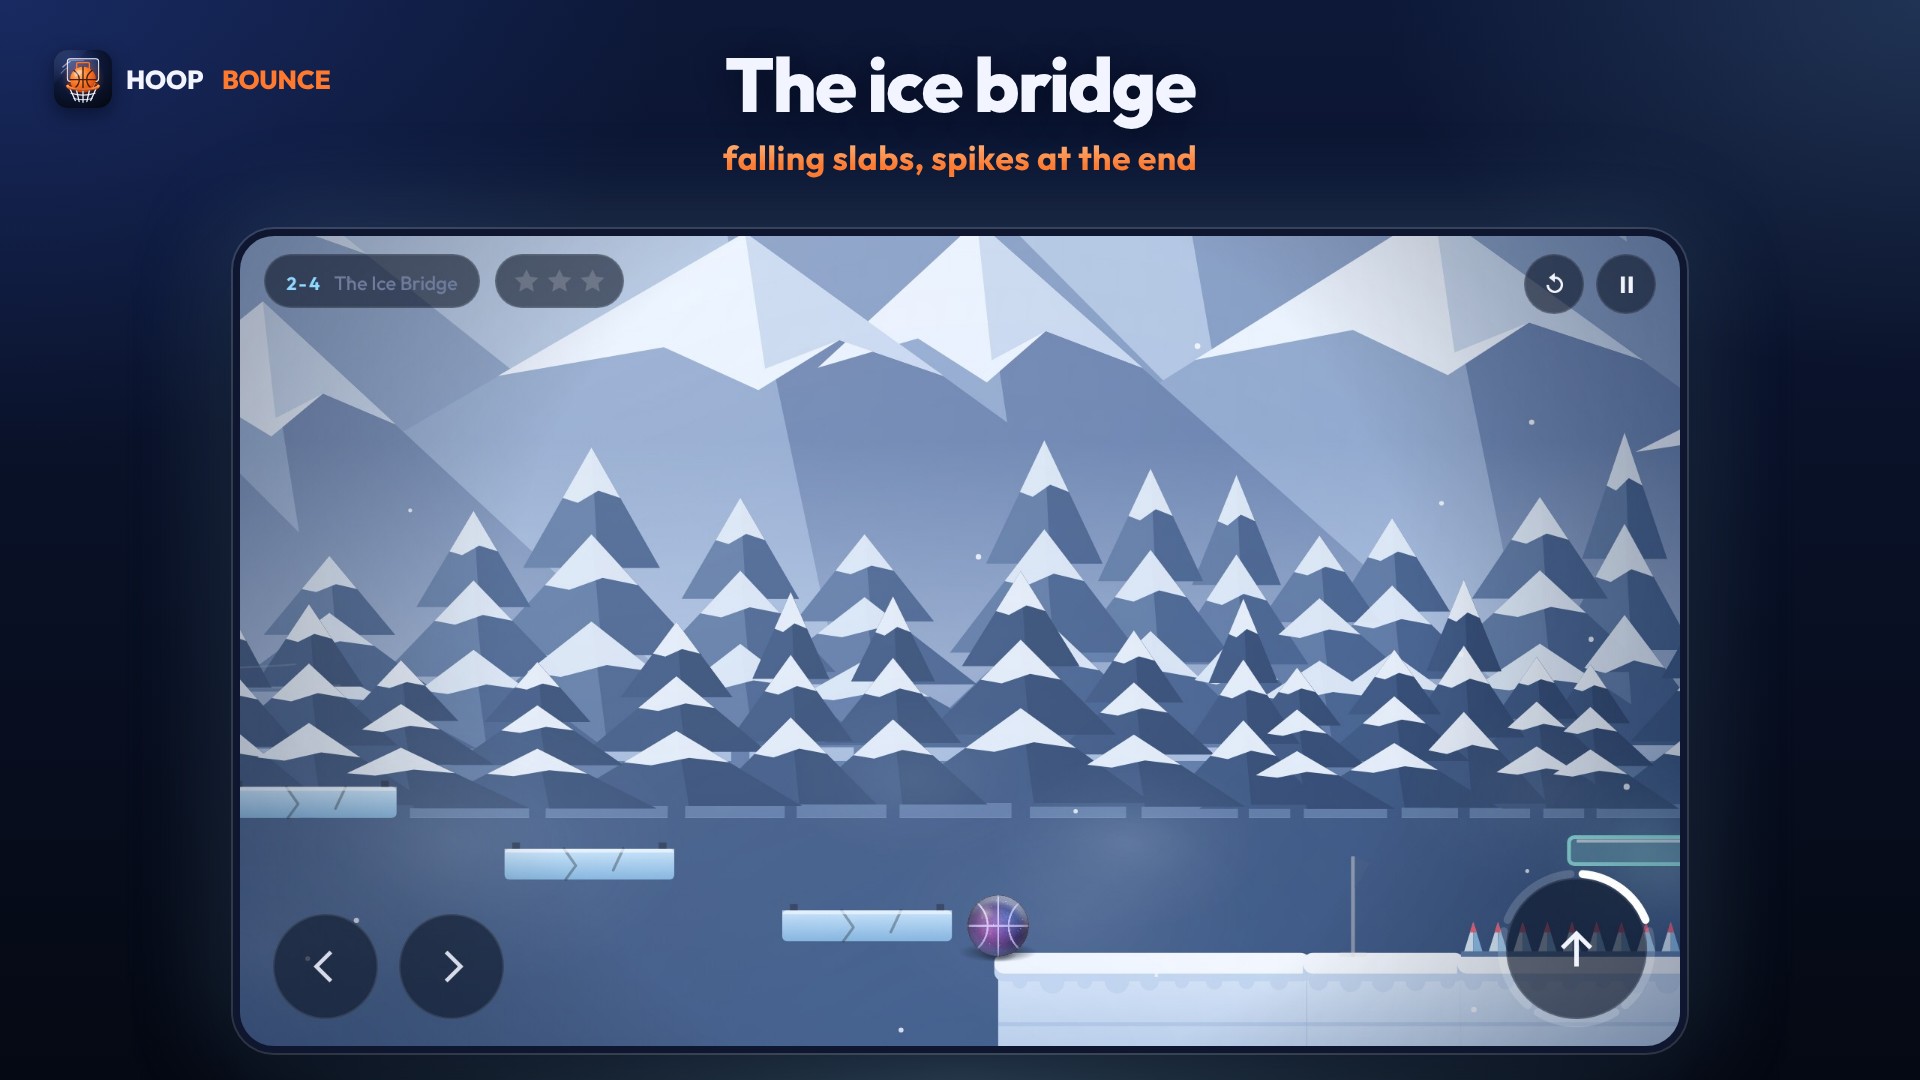 HOOP BOUNCE
The ice bridge
falling slabs, spikes at the end
2-4 The Ice Bridge